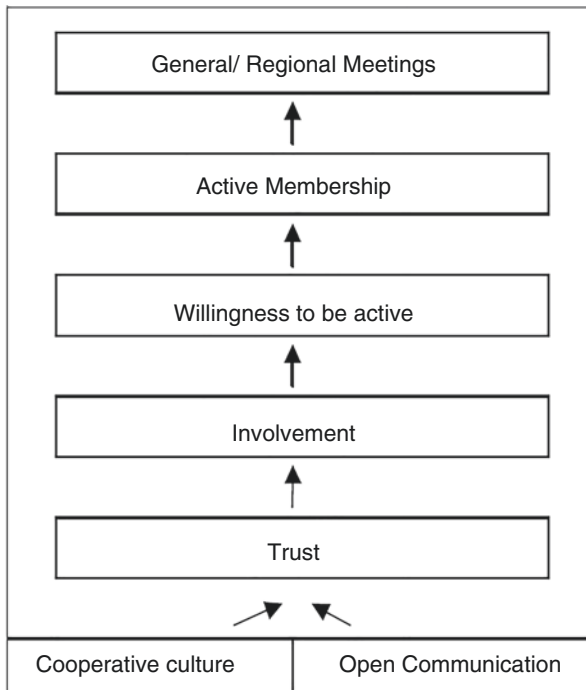 General/ Regional Meetings
Active Membership
Willingness to be active
Involvement
Trust
Cooperative culture
Open Communication